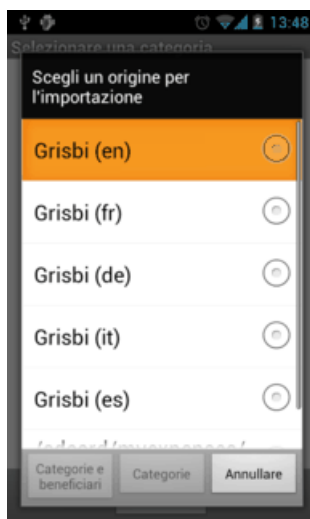 13:48
Selezionare una categoria
Scegli un origine per
l'importazione
Grisbi (en)
Grisbi (fr)
Grisbi (de)
Grisbi (it)
Grisbi (es)
Categorie e
beneficiari
Categorie
Annullare